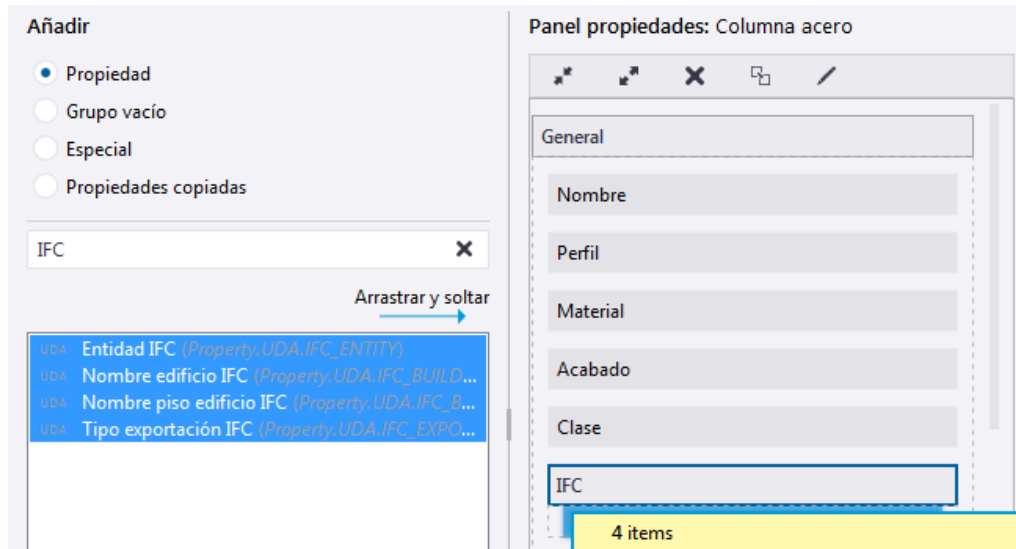 Añadir
Propiedad
Grupo vacío
Especial
Propiedades copiadas
IFC
Arrastrar y soltar
UDA Entidad IFC (Property.UDA.IFC_ENTITY)
UDA Nombre edificio IFC (Property.UDA.IFC_BUILD...
UDA Nombre piso edificio IFC (Property.UDA.IFC_B...
UDA Tipo exportación IFC (Property.UDA.IFC_EXPO...
Panel propiedades: Columna acero
General
Nombre
Perfil
Material
Acabado
Clase
IFC
4 items